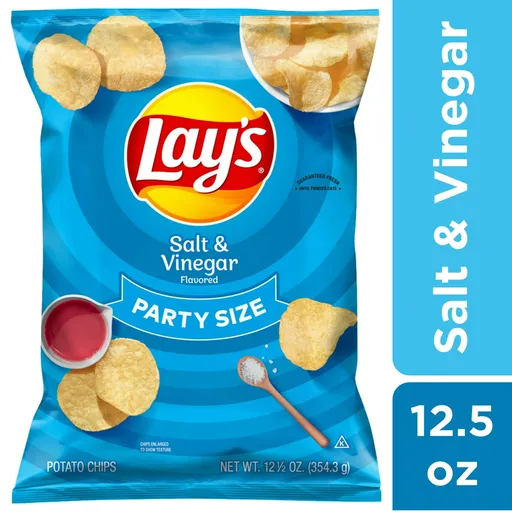 Lay's
GUARANTEED FRESH
Salt &
Vinegar
Flavored
PARTY SIZE
CHIPS ENLARGED
TO SHOW TEXTURE
K
POTATO CHIPS
NET WT. 12 ½ OZ. (354.3 g)
Salt & Vinegar
12.5
oz